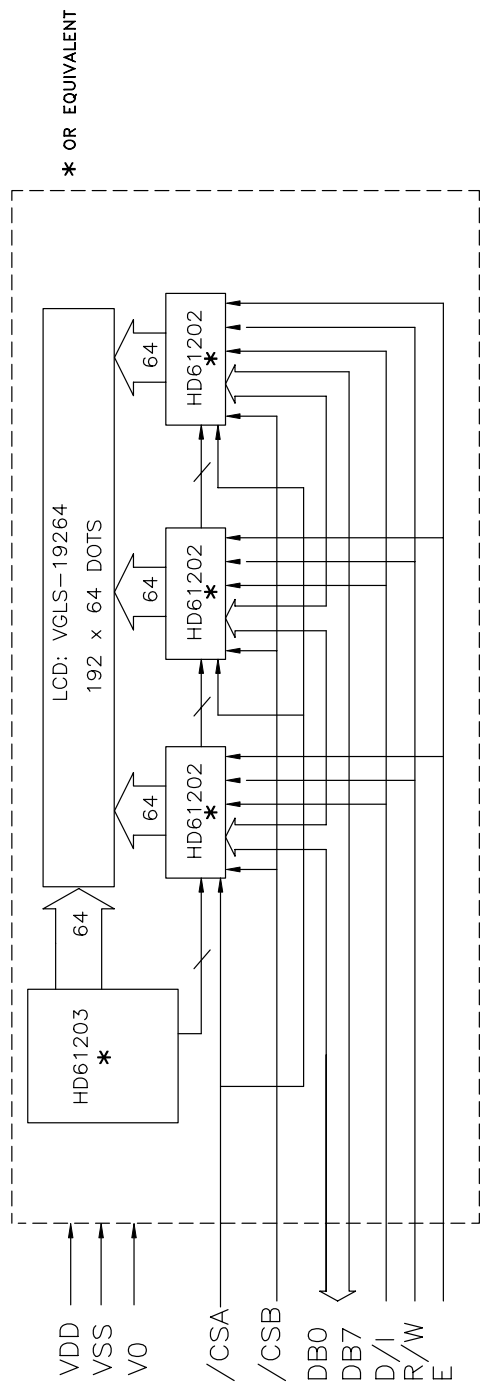 * OR EQUIVALENT
LCD: VGLS-19264
192 x 64 DOTS
64
HD61203
*
64
HD61202
*
64
HD61202
*
64
HD61202
*
VDD
VSS
V0
/CSA
/CSB
DB0
DB7
D/I
R/W
E